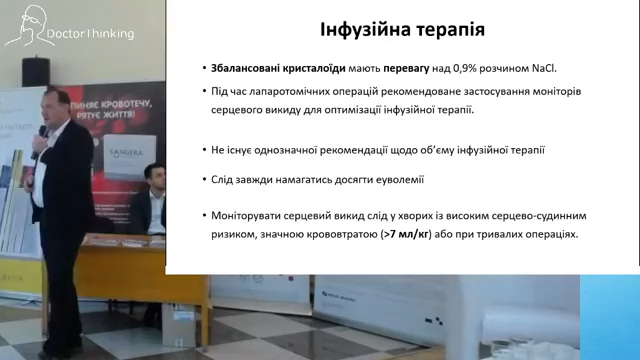 DoctorThinking
Інфузійна терапія
• Збалансовані кристалоїди мають перевагу над 0,9% розчином NaCl.
• Під час лапаротомічних операцій рекомендоване застосування моніторів
серцевого викиду для оптимізації інфузійної терапії.
• Не існує однозначної рекомендації щодо об’єму інфузійної терапії
• Слід завжди намагатись досягти еуволемії
• Моніторувати серцевий викид слід у хворих із високим серцево-судинним
ризиком, значною крововтратою (>7 мл/кг) або при тривалих операціях.
ПИНЯЄ КРОВОТЕЧУ,
РЯТУЄ ЖИТТЯ!
SANGERA